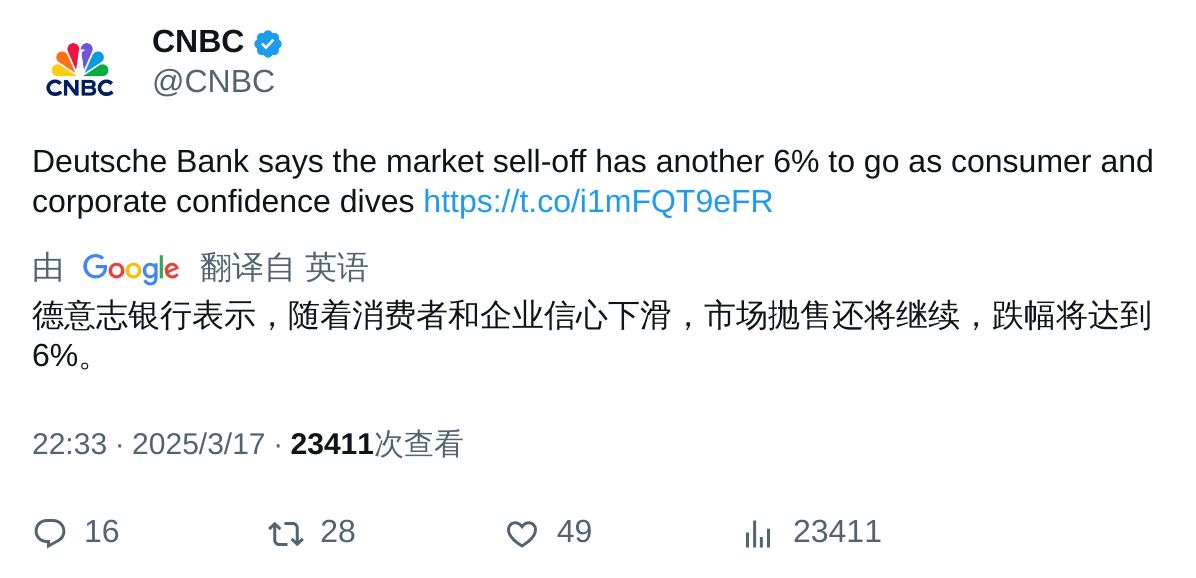 CNBC
CNBC
@CNBC
Deutsche Bank says the market sell-off has another 6% to go as consumer and
corporate confidence dives https://t.co/i1mFQT9eFR
由 Google 翻译自 英语
德意志银行表示，随着消费者和企业信心下滑，市场抛售还将继续，跌幅将达到
6%。
22:33 · 2025/3/17 · 23411次查看
16 28 49 23411